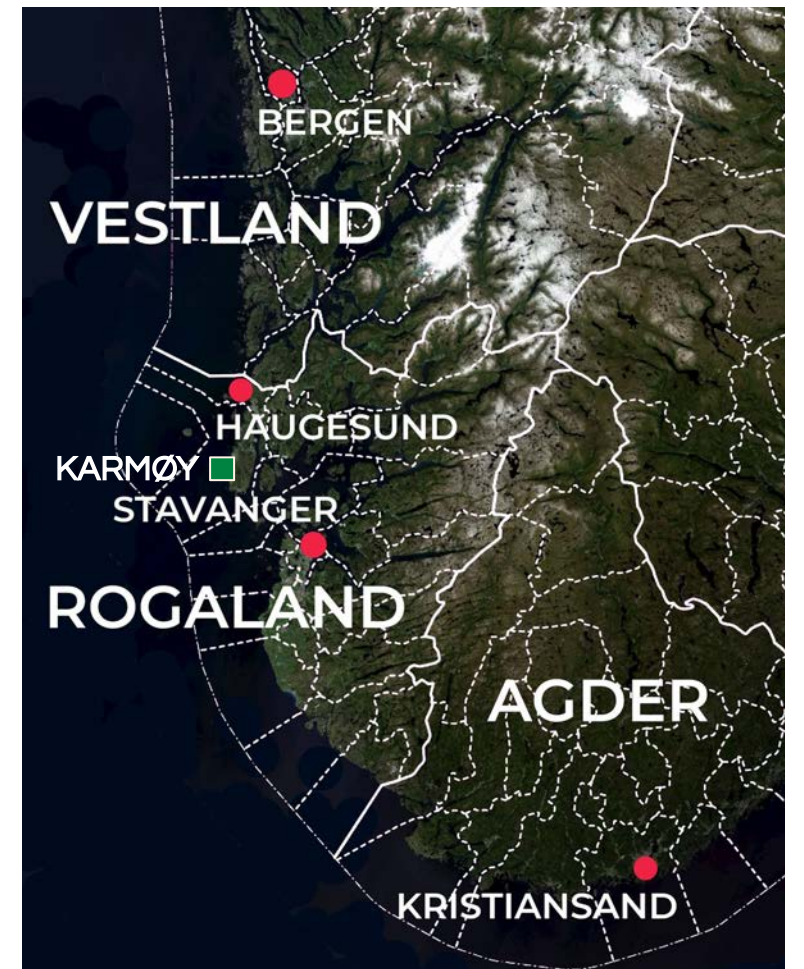 BERGEN
VESTLAND
HAUGESUND
KARMØY
STAVANGER
ROGALAND
AGDER
KRISTIANSAND